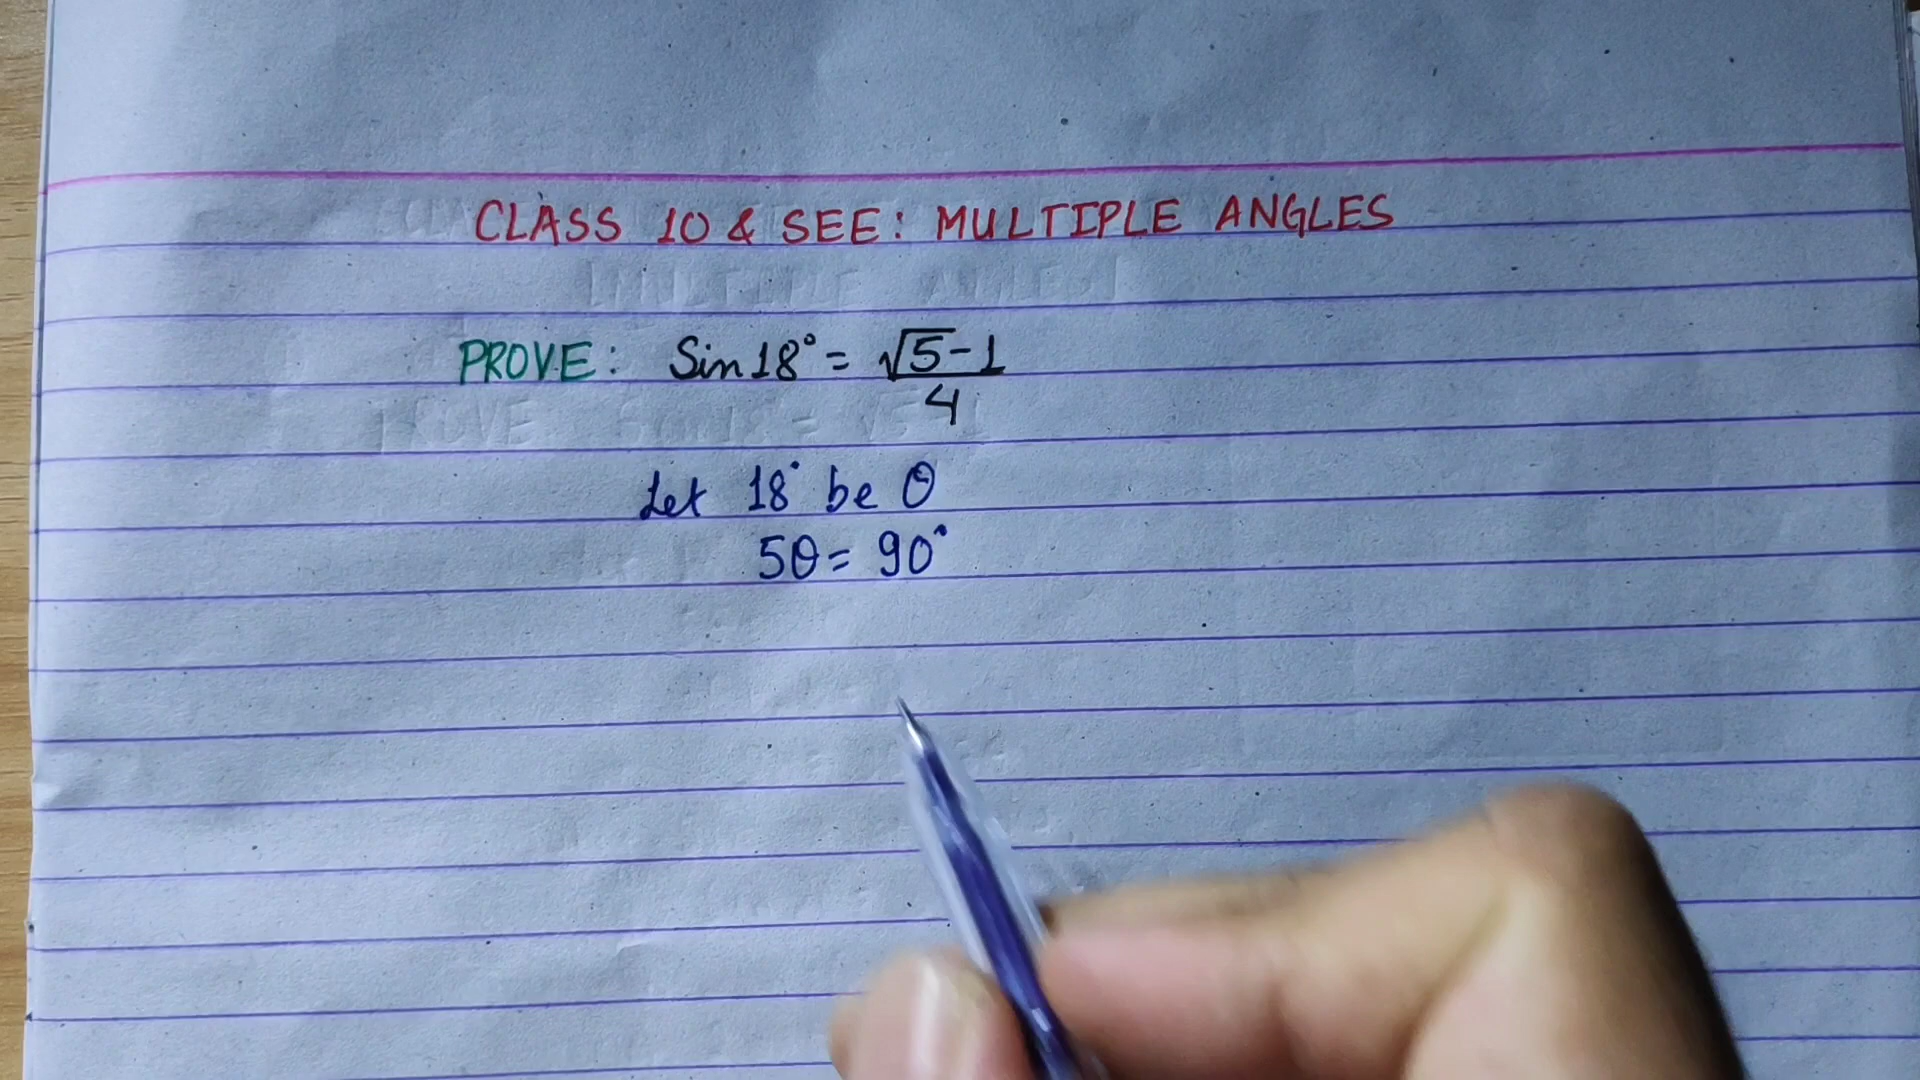 CLASS 10 & SEE: MULTIPLE ANGLES
PROVE: Sin 18° = √5-1
4
Let 18° be θ
5θ = 90°